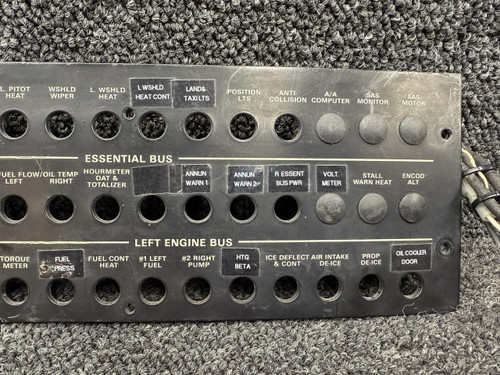 L. PITOT HEAT
WSHLD WIPER
L. WSHLD HEAT
L WSHLD HEAT CONT
LAND& TAXI LTS
POSITION LTS
ANTI- COLLISION
A/A COMPUTER
SAS MONITOR
SAS MOTOR
ESSENTIAL BUS
FUEL FLOW/ LEFT
OIL TEMP RIGHT
HOURMETER OAT & TOTALIZER
ANNUN WARN 1
ANNUN WARN 2
R ESSENT BUS PWR
VOLT METER
STALL WARN HEAT
ENCOD ALT
LEFT ENGINE BUS
TORQUE METER
FUEL PRESS
FUEL CONT HEAT
#1 LEFT FUEL
#2 RIGHT PUMP
HTG BETA
ICE DEFLECT & CONT
AIR INTAKE DE-ICE
PROP DE-ICE
OIL COOLER DOOR